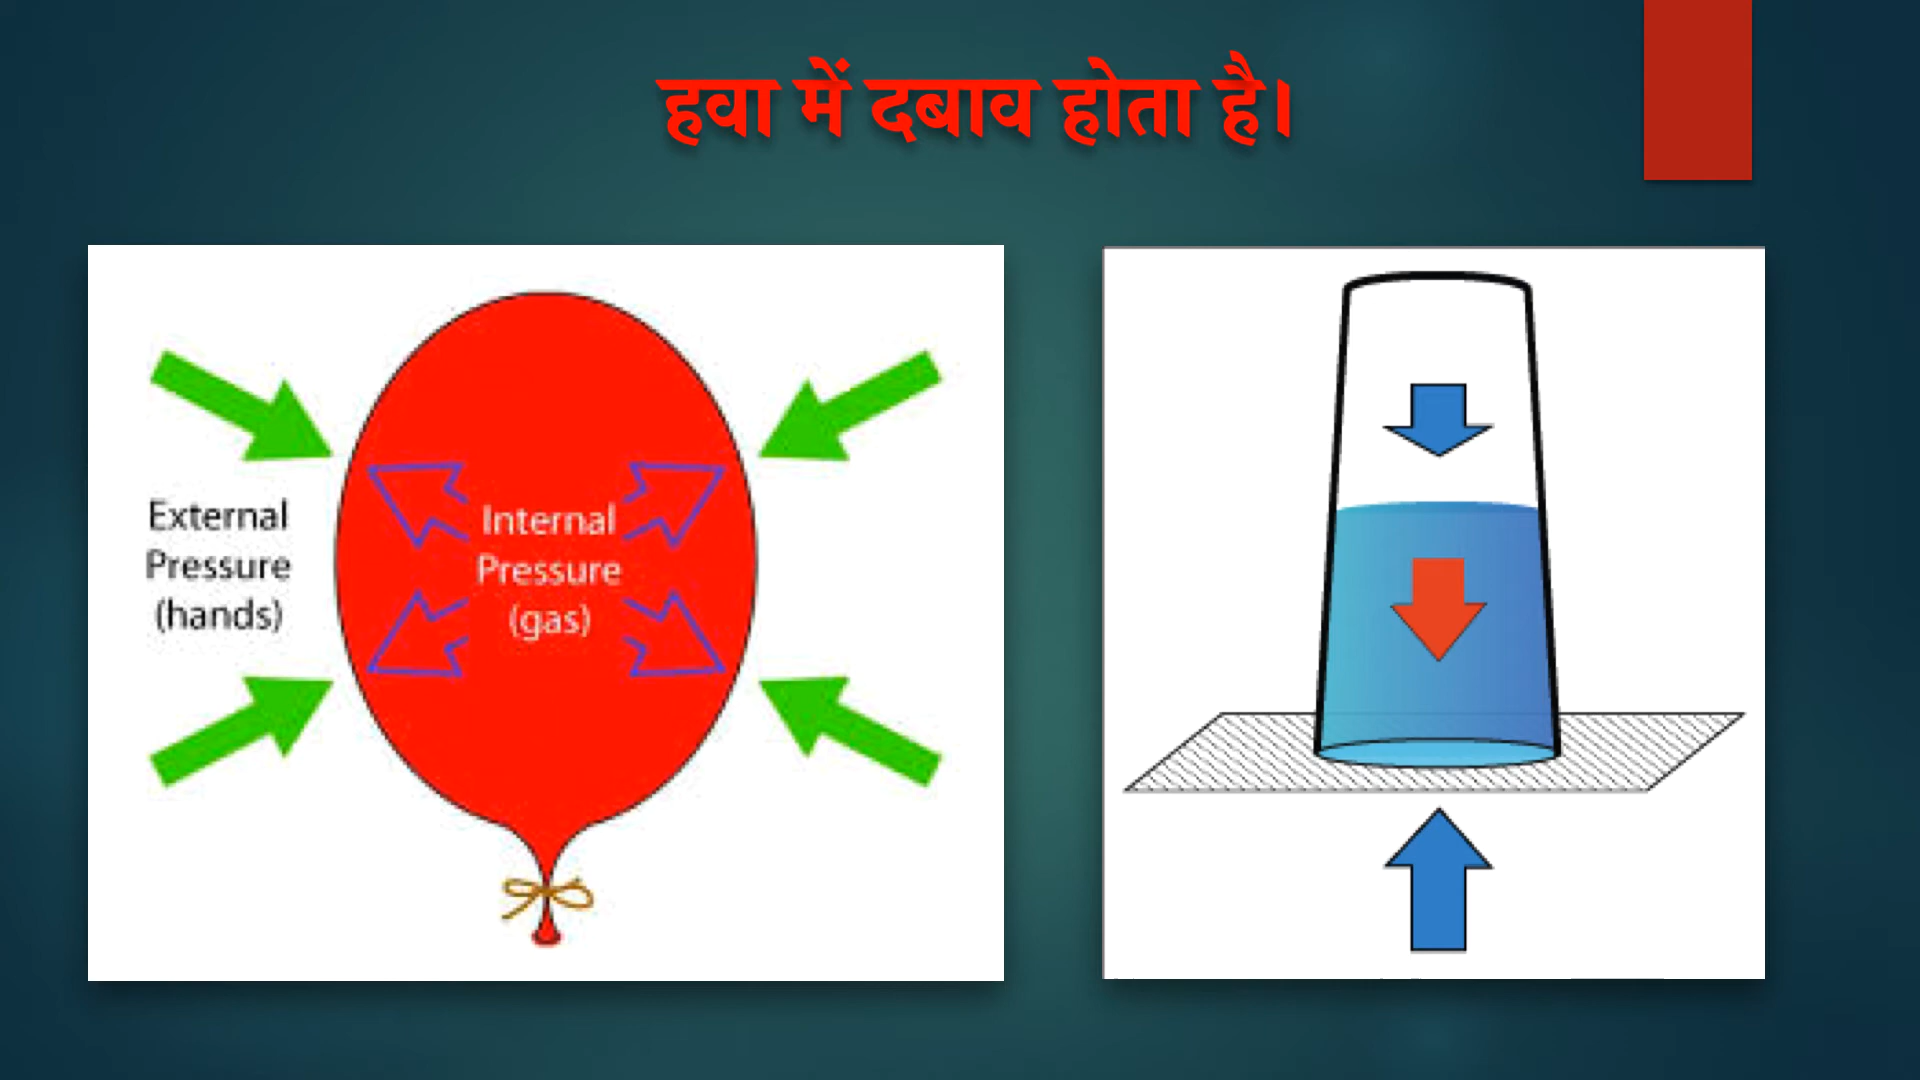 हवा में दबाव होता है।
External
Pressure
(hands)
Internal
Pressure
(gas)